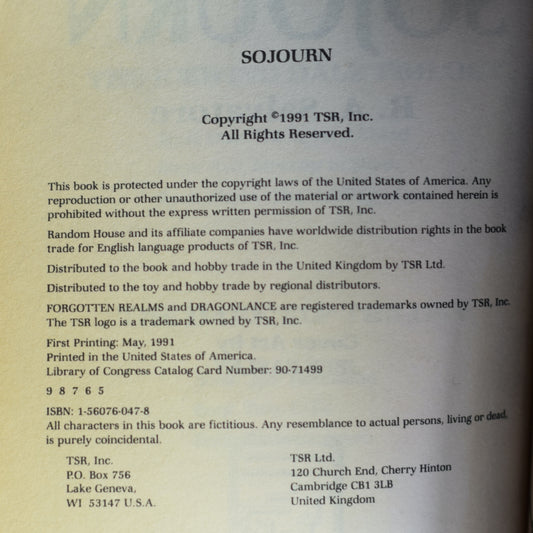 SOJOURN
Copyright ©1991 TSR, Inc.
All Rights Reserved.
This book is protected under the copyright laws of the United States of America. Any
reproduction or other unauthorized use of the material or artwork contained herein is
prohibited without the express written permission of TSR, Inc.
Random House and its affiliate companies have worldwide distribution rights in the book
trade for English language products of TSR, Inc.
Distributed to the book and hobby trade in the United Kingdom by TSR Ltd.
Distributed to the toy and hobby trade by regional distributors.
FORGOTTEN REALMS and DRAGONLANCE are registered trademarks owned by TSR, Inc.
The TSR logo is a trademark owned by TSR, Inc.
First Printing: May, 1991
Printed in the United States of America.
Library of Congress Catalog Card Number: 90-71499
9 8 7 6 5
ISBN: 1-56076-047-8
All characters in this book are fictitious. Any resemblance to actual persons, living or dead,
is purely coincidental.
TSR, Inc.
P.O. Box 756
Lake Geneva,
WI 53147 U.S.A.
TSR Ltd.
120 Church End, Cherry Hinton
Cambridge CB1 3LB
United Kingdom